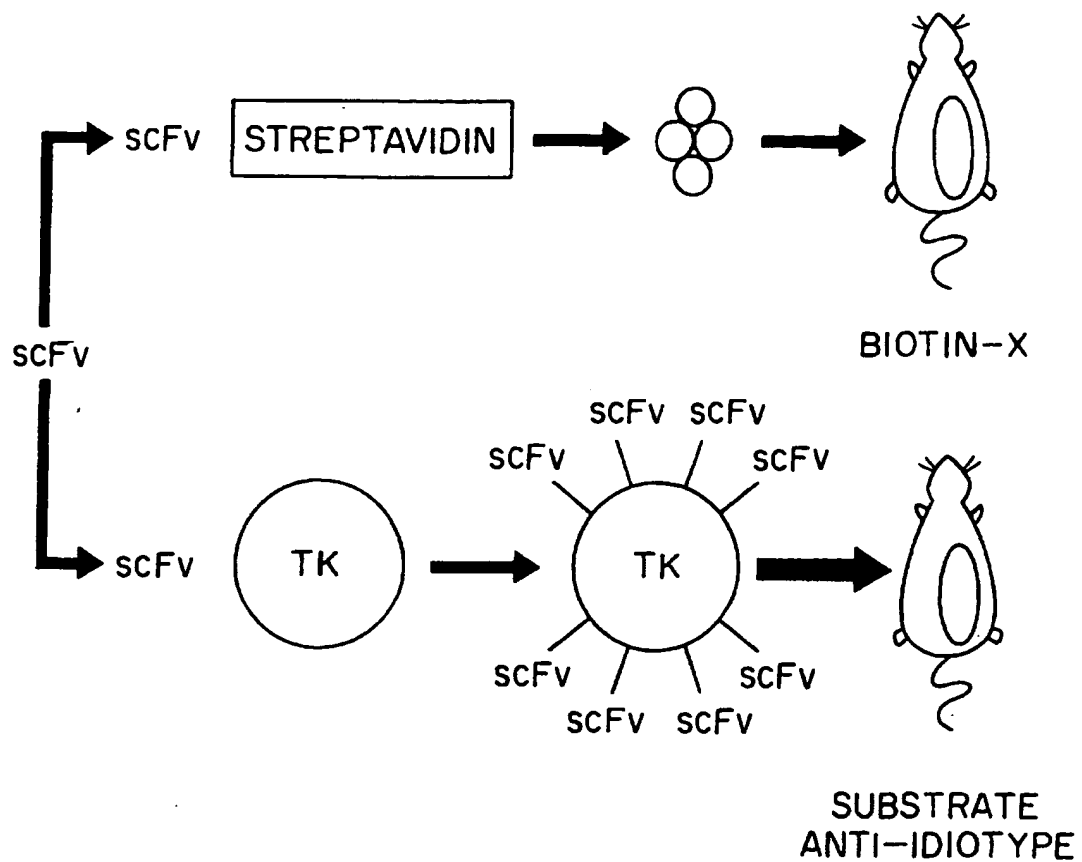 scFv STREPTAVIDIN
BIOTIN-X
scFv
scFv scFv
scFv scFv
scFv TK TK
scFv scFv
scFv scFv
SUBSTRATE
ANTI-IDIOTYPE